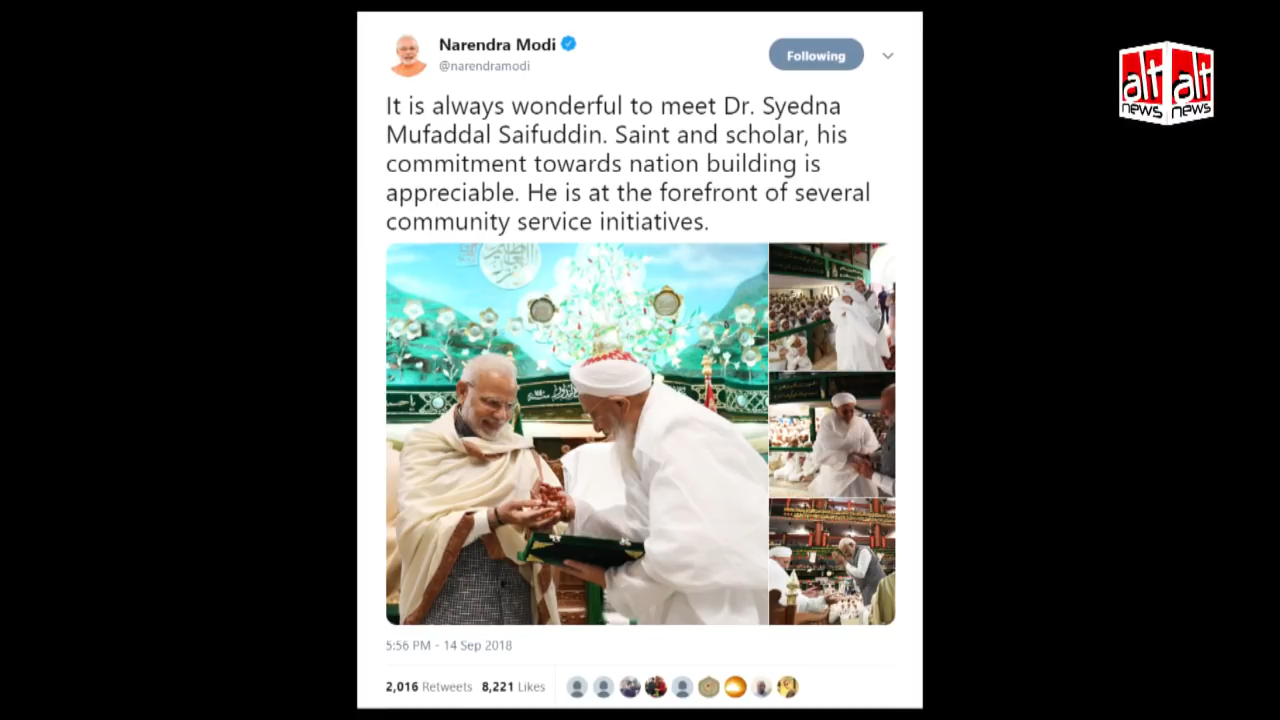 Narendra Modi
@narendramodi
Following
It is always wonderful to meet Dr. Syedna
Mufaddal Saifuddin. Saint and scholar, his
commitment towards nation building is
appreciable. He is at the forefront of several
community service initiatives.
5:56 PM - 14 Sep 2018
2,016 Retweets 8,221 Likes
alt news
alt news